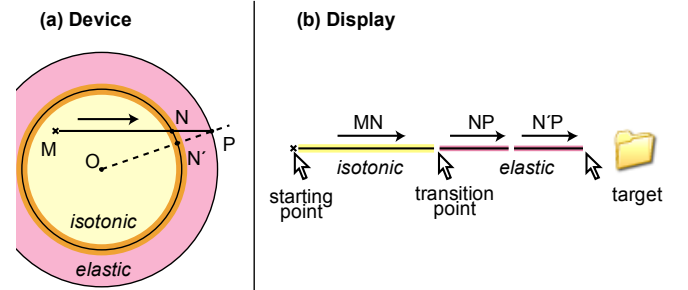 (a) Device
N
M
P
O
N´
isotonic
elastic
(b) Display
MN
NP
N´P
isotonic
elastic
starting
point
transition
point
target